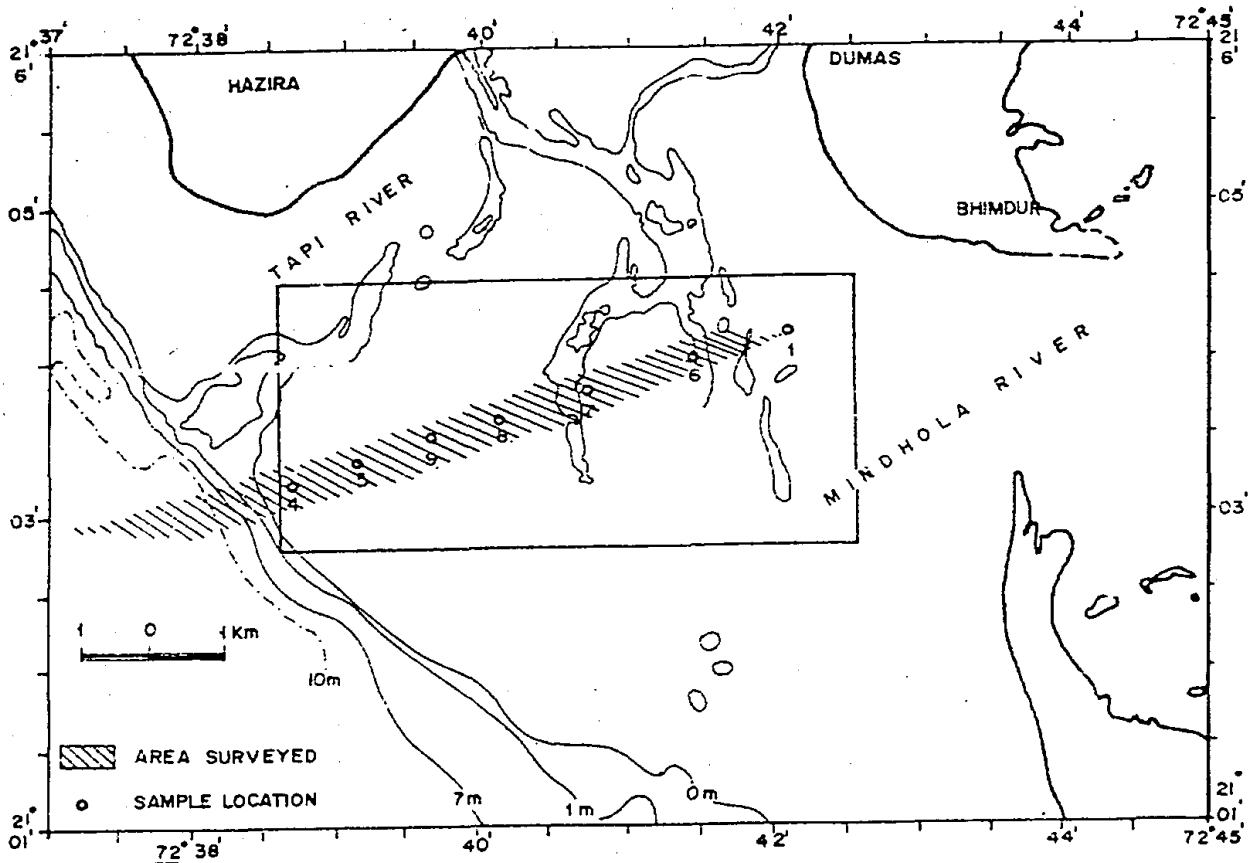 21° 37' 72° 38' 40' 42' 44' 72° 45'
6' 21° 6'
HAZIRA
DUMAS
05' 05'
TAPI RIVER
BHIMDUR
1
6
MINDHOLA RIVER
3
4
03' 03'
1 0 1 Km
10m
AREA SURVEYED
SAMPLE LOCATION
7m 1m 0m
21° 01' 21° 01'
72° 38' 40' 42' 44' 72° 45'